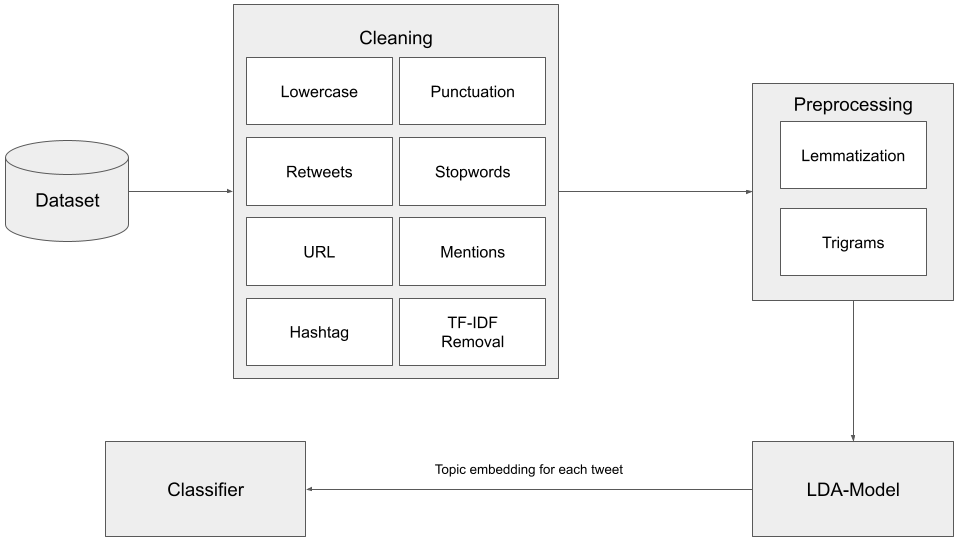 Dataset
Cleaning
Lowercase
Punctuation
Retweets
Stopwords
URL
Mentions
Hashtag
TF-IDF
Removal
Preprocessing
Lemmatization
Trigrams
LDA-Model
Topic embedding for each tweet
Classifier